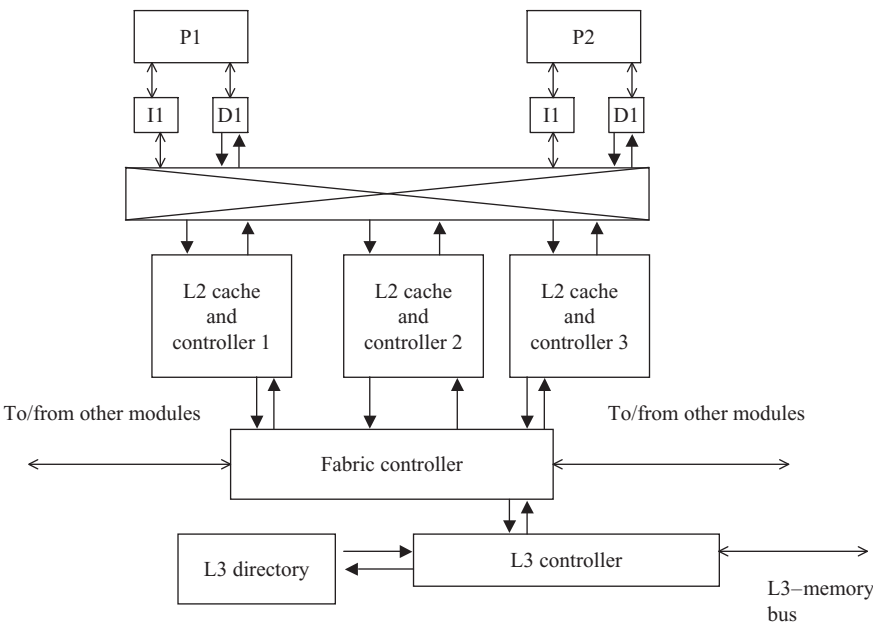 P1
P2
I1
D1
I1
D1
L2 cache
and
controller 1
L2 cache
and
controller 2
L2 cache
and
controller 3
To/from other modules
To/from other modules
Fabric controller
L3 directory
L3 controller
L3–memory
bus